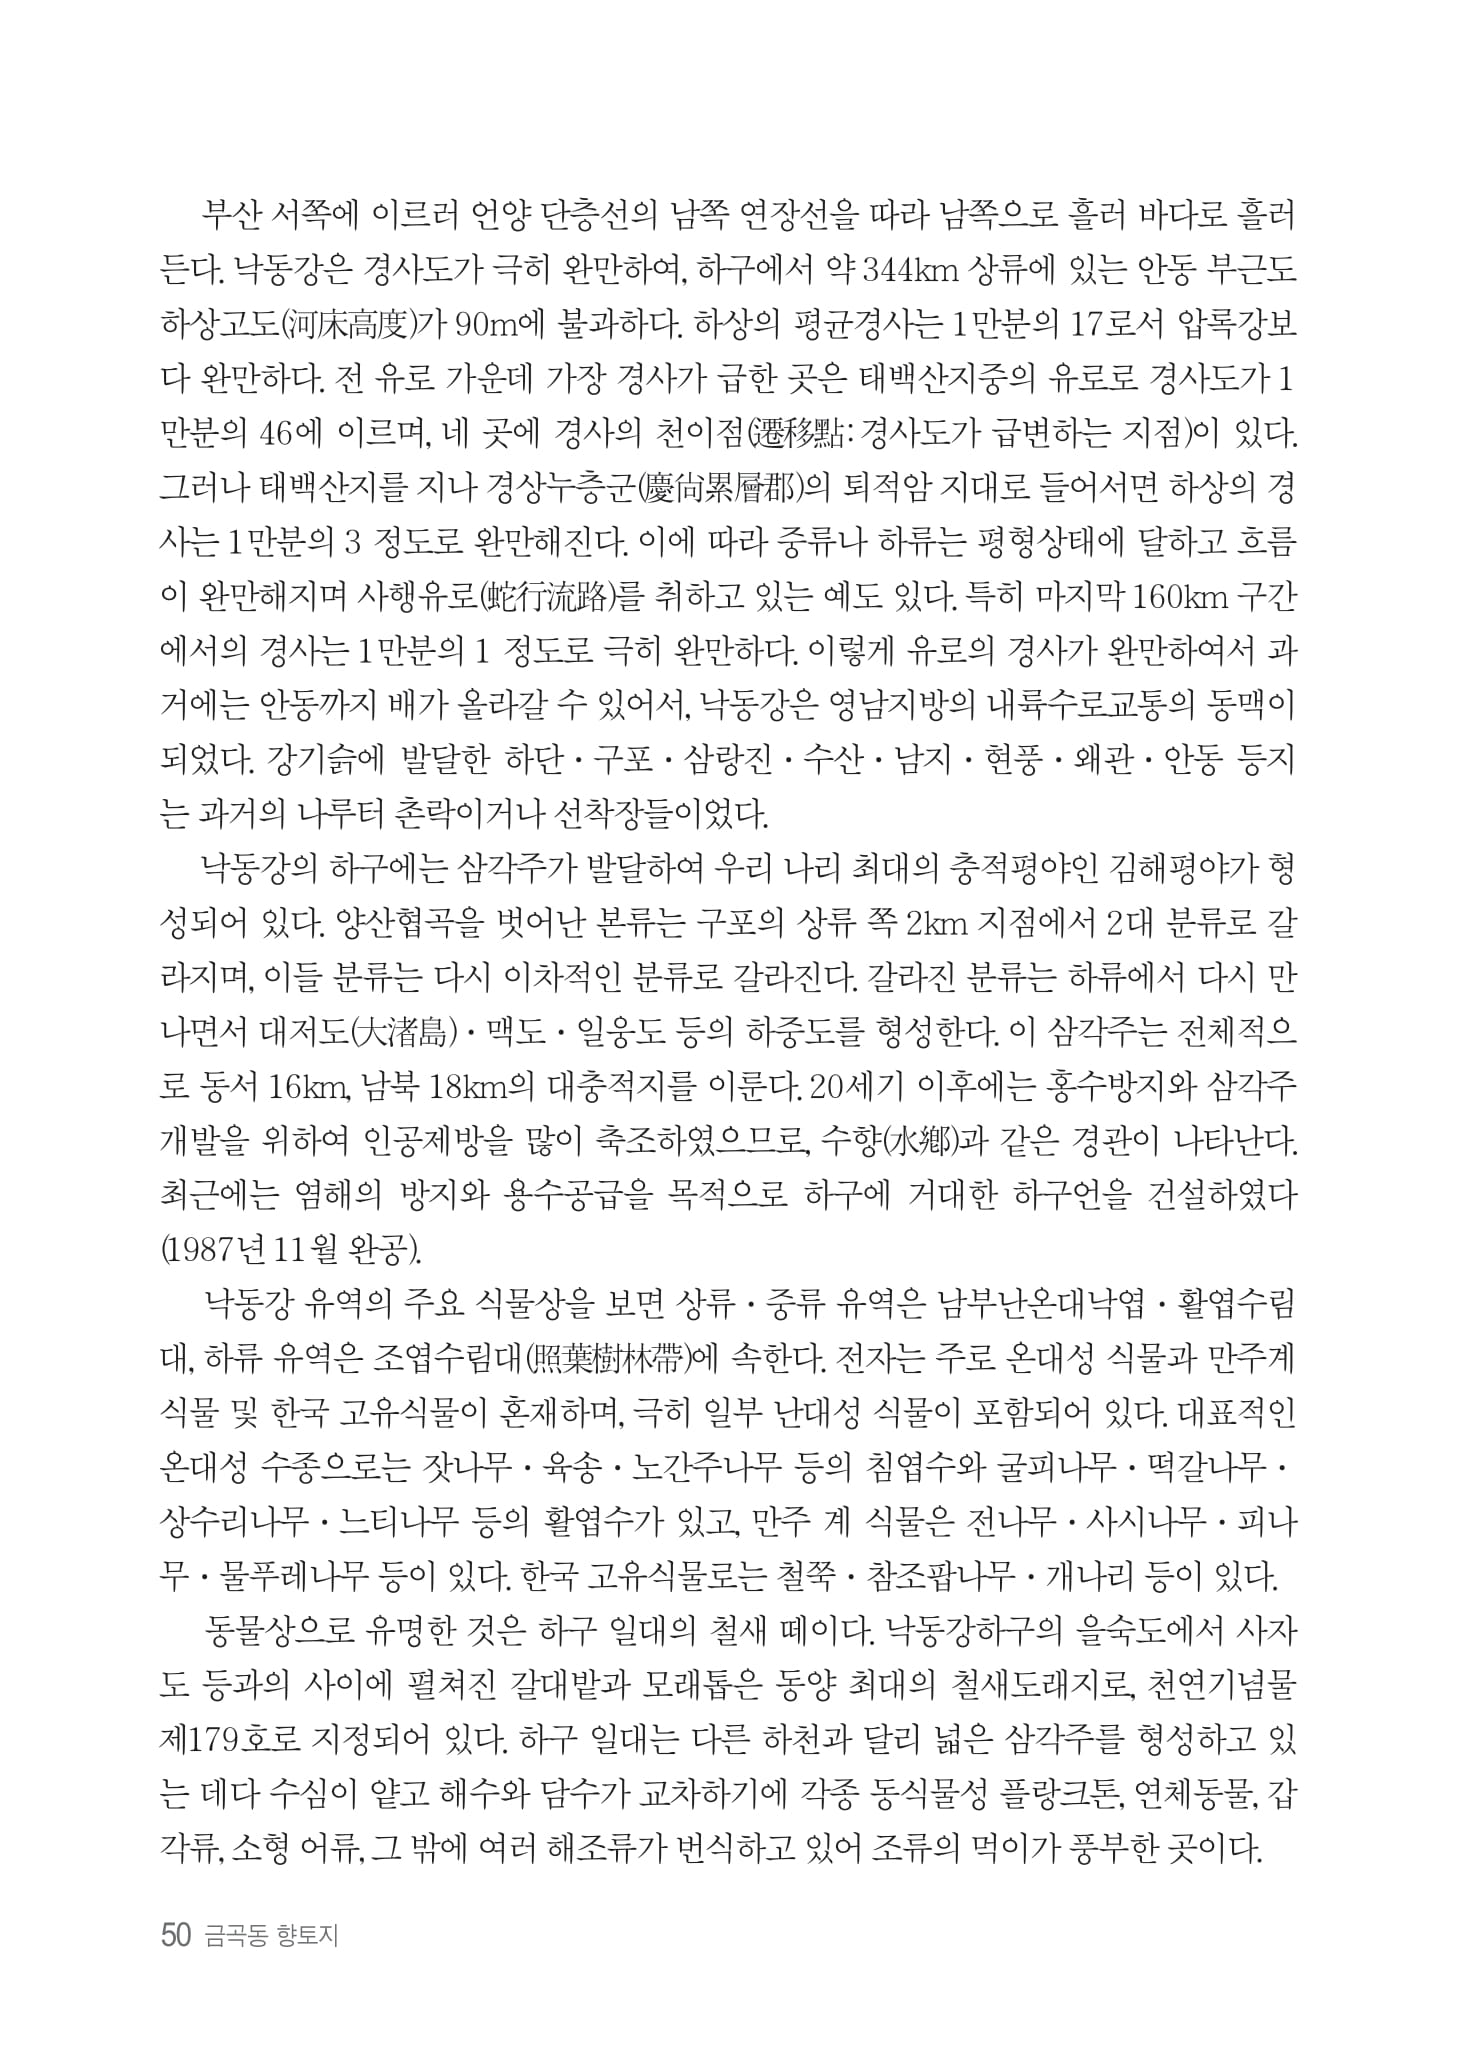 부산 서쪽에 이르러 언양 단층선의 남쪽 연장선을 따라 남쪽으로 흘러 바다로 흘러
든다. 낙동강은 경사도가 극히 완만하여, 하구에서 약 344km 상류에 있는 안동 부근도
하상고도(河床高度)가 90m에 불과하다. 하상의 평균경사는 1만분의 17로서 압록강보
다 완만하다. 전 유로 가운데 가장 경사가 급한 곳은 태백산지중의 유로로 경사도가 1
만분의 46에 이르며, 네 곳에 경사의 천이점(遷移點: 경사도가 급변하는 지점)이 있다.
그러나 태백산지를 지나 경상누층군(慶尙累層郡)의 퇴적암 지대로 들어서면 하상의 경
사는 1만분의 3 정도로 완만해진다. 이에 따라 중류나 하류는 평형상태에 달하고 흐름
이 완만해지며 사행유로(蛇行流路)를 취하고 있는 예도 있다. 특히 마지막 160km 구간
에서의 경사는 1만분의 1 정도로 극히 완만하다. 이렇게 유로의 경사가 완만하여서 과
거에는 안동까지 배가 올라갈 수 있어서, 낙동강은 영남지방의 내륙수로교통의 동맥이
되었다. 강기슭에 발달한 하단·구포·삼랑진·수산·남지·현풍·왜관·안동 등지
는 과거의 나루터 촌락이거나 선착장들이었다.
낙동강의 하구에는 삼각주가 발달하여 우리 나리 최대의 충적평야인 김해평야가 형
성되어 있다. 양산협곡을 벗어난 본류는 구포의 상류 쪽 2km 지점에서 2대 분류로 갈
라지며, 이들 분류는 다시 이차적인 분류로 갈라진다. 갈라진 분류는 하류에서 다시 만
나면서 대저도(大渚島)·맥도·일웅도 등의 하중도를 형성한다. 이 삼각주는 전체적으
로 동서 16km, 남북 18km의 대충적지를 이룬다. 20세기 이후에는 홍수방지와 삼각주
개발을 위하여 인공제방을 많이 축조하였으므로, 수향(水鄕)과 같은 경관이 나타난다.
최근에는 염해의 방지와 용수공급을 목적으로 하구에 거대한 하구언을 건설하였다
(1987년 11월 완공).
낙동강 유역의 주요 식물상을 보면 상류·중류 유역은 남부난온대낙엽·활엽수림
대, 하류 유역은 조엽수림대(照葉樹林帶)에 속한다. 전자는 주로 온대성 식물과 만주계
식물 및 한국 고유식물이 혼재하며, 극히 일부 난대성 식물이 포함되어 있다. 대표적인
온대성 수종으로는 잣나무·육송·노간주나무 등의 침엽수와 굴피나무·떡갈나무·
상수리나무·느티나무 등의 활엽수가 있고, 만주 계 식물은 전나무·사시나무·피나
무·물푸레나무 등이 있다. 한국 고유식물로는 철쭉·참조팝나무·개나리 등이 있다.
동물상으로 유명한 것은 하구 일대의 철새 떼이다. 낙동강하구의 을숙도에서 사자
도 등과의 사이에 펼쳐진 갈대밭과 모래톱은 동양 최대의 철새도래지로, 천연기념물
제179호로 지정되어 있다. 하구 일대는 다른 하천과 달리 넓은 삼각주를 형성하고 있
는 데다 수심이 얕고 해수와 담수가 교차하기에 각종 동식물성 플랑크톤, 연체동물, 갑
각류, 소형 어류, 그 밖에 여러 해조류가 번식하고 있어 조류의 먹이가 풍부한 곳이다.
50 금곡동 향토지